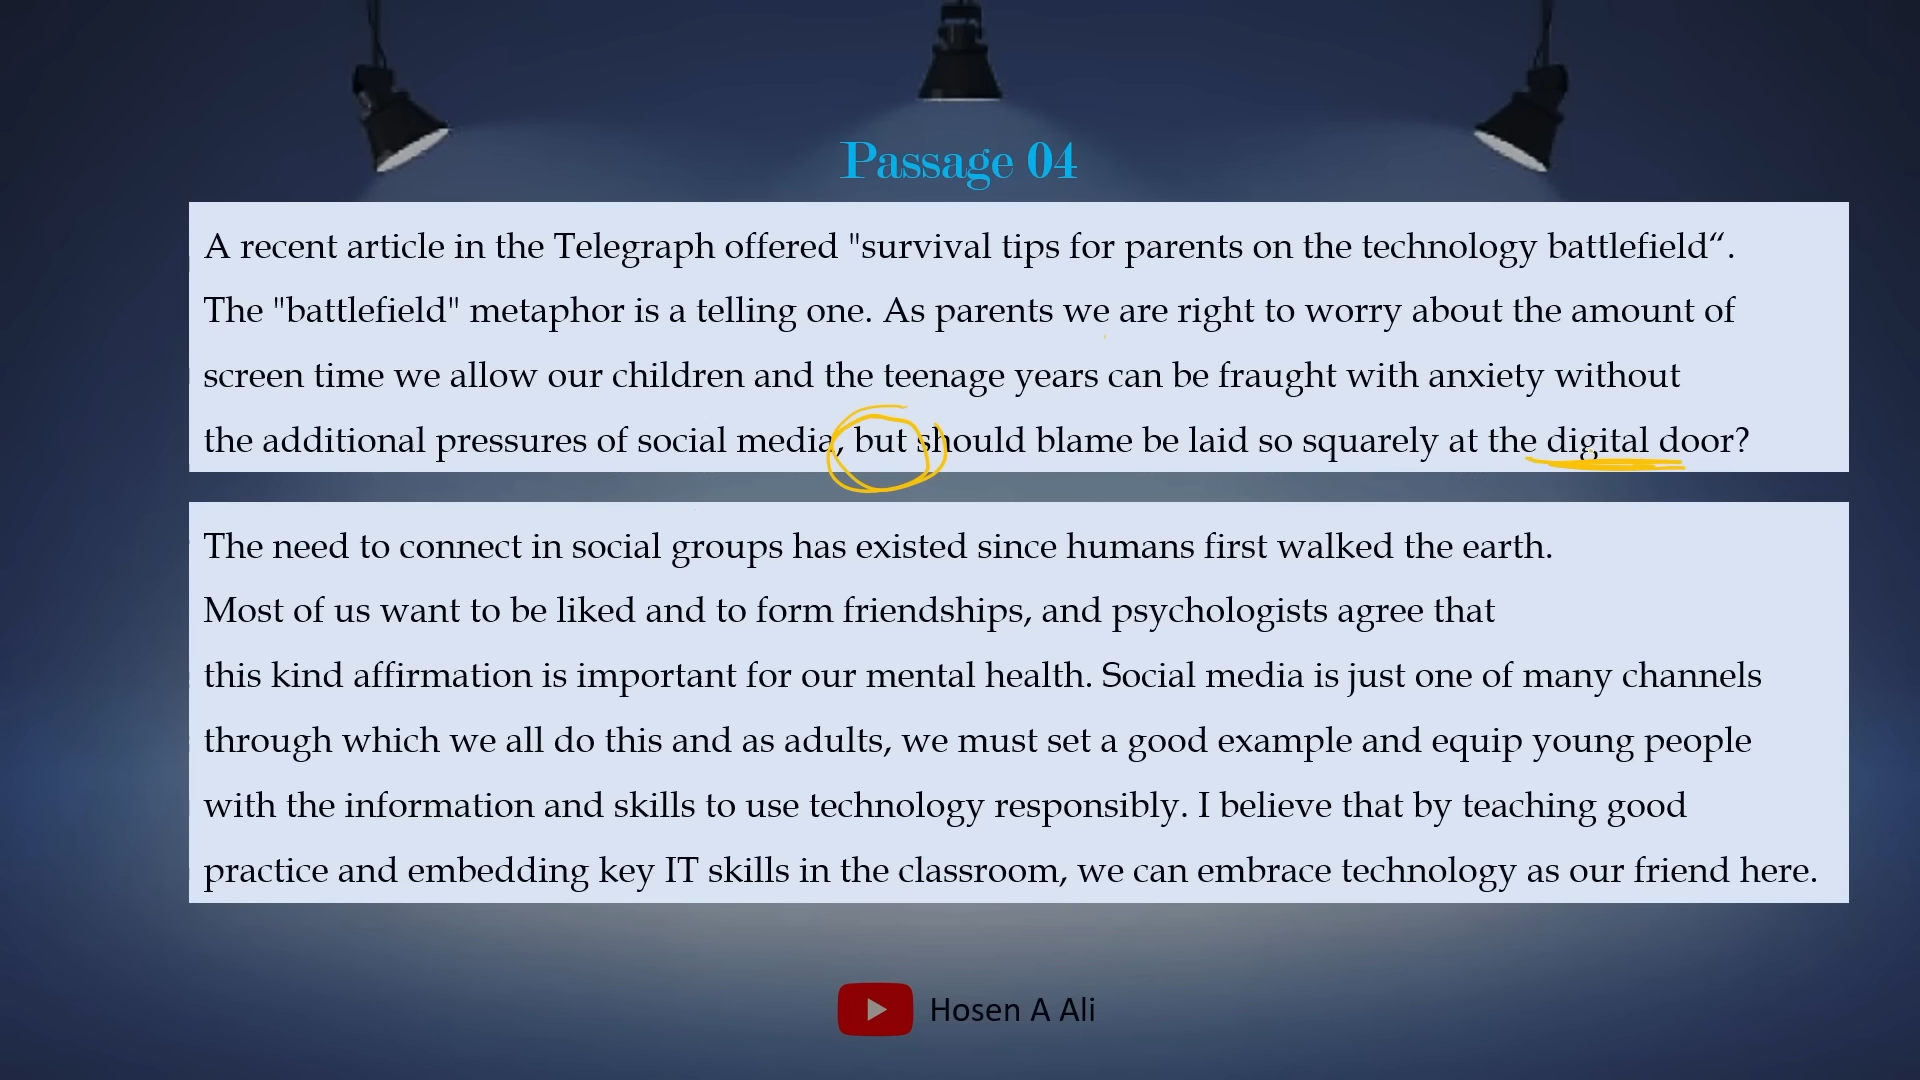 Passage 04
A recent article in the Telegraph offered "survival tips for parents on the technology battlefield“.
The "battlefield" metaphor is a telling one. As parents we are right to worry about the amount of
screen time we allow our children and the teenage years can be fraught with anxiety without
the additional pressures of social media, but should blame be laid so squarely at the digital door?
The need to connect in social groups has existed since humans first walked the earth.
Most of us want to be liked and to form friendships, and psychologists agree that
this kind affirmation is important for our mental health. Social media is just one of many channels
through which we all do this and as adults, we must set a good example and equip young people
with the information and skills to use technology responsibly. I believe that by teaching good
practice and embedding key IT skills in the classroom, we can embrace technology as our friend here.
Hosen A Ali